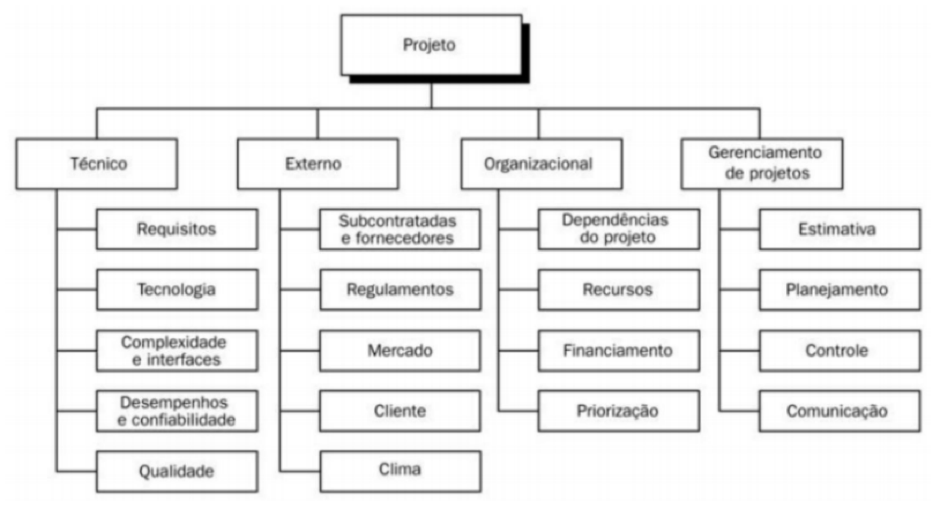 Projeto
Técnico
Requisitos
Tecnologia
Complexidade
e interfaces
Desempenhos
e confiabilidade
Qualidade
Externo
Subcontratadas
e fornecedores
Regulamentos
Mercado
Cliente
Clima
Organizacional
Dependências
do projeto
Recursos
Financiamento
Priorização
Gerenciamento
de projetos
Estimativa
Planejamento
Controle
Comunicação